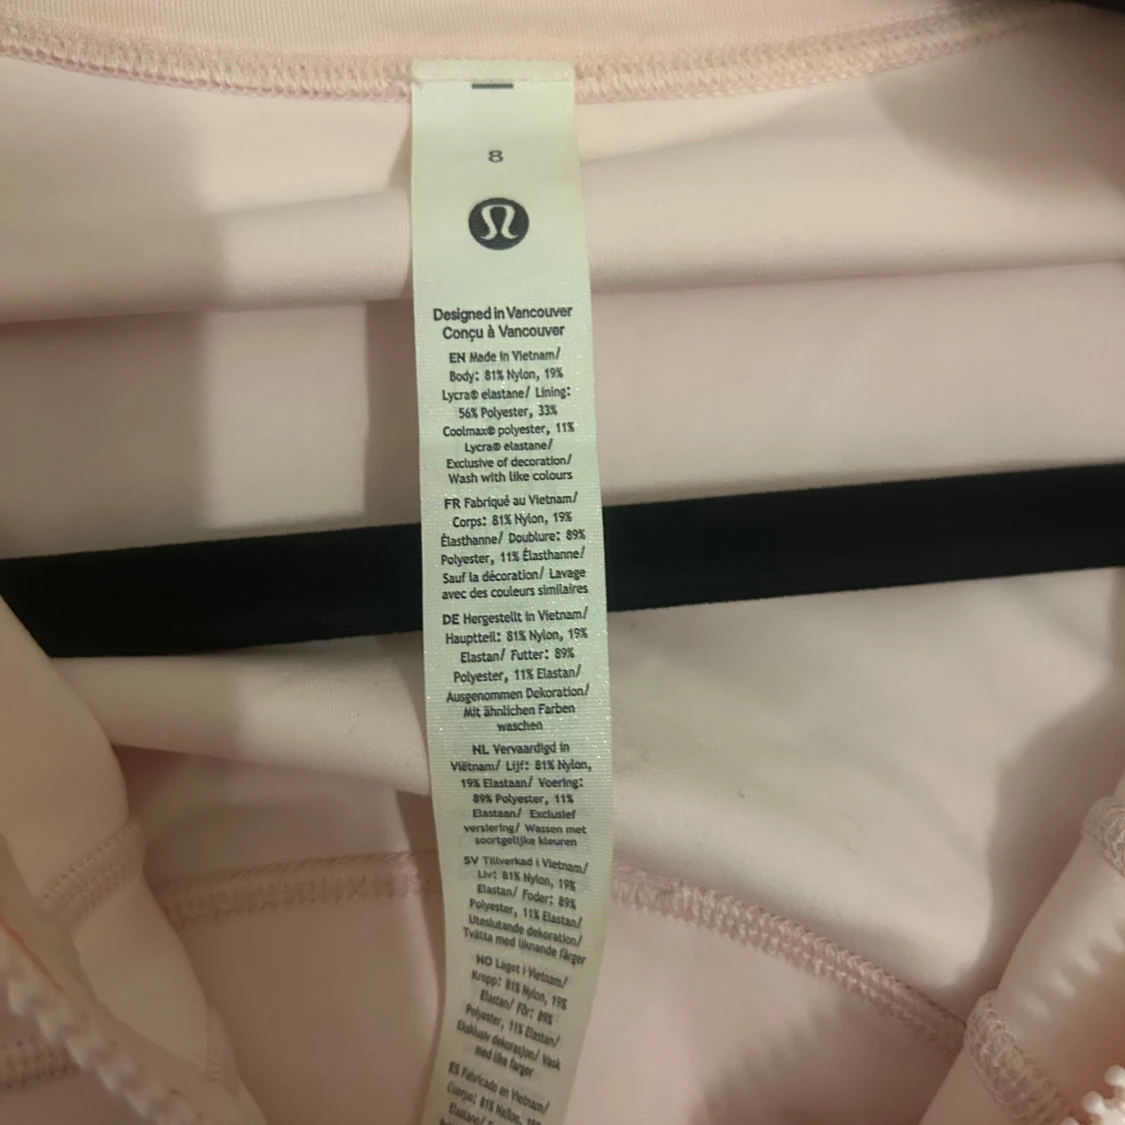 8
Designed in Vancouver
Conçu à Vancouver
EN Made in Vietnam/
Body: 81% Nylon, 19%
Lycra® elastane/ Lining:
56% Polyester, 33%
Coolmax® polyester, 11%
Lycra® elastane/
Exclusive of decoration/
Wash with like colours
FR Fabriqué au Vietnam/
Corps: 81% Nylon, 19%
Élasthanne/ Doublure: 89%
Polyester, 11% Élasthanne/
Sauf la décoration/ Lavage
avec des couleurs similaires
DE Hergestellt in Vietnam/
Hauptteil: 81% Nylon, 19%
Elastan/ Futter: 89%
Polyester, 11% Elastan/
Ausgenommen Dekoration/
Mit ähnlichen Farben
waschen
NL Vervaardigd in
Viëtnam/ Lijf: 81% Nylon,
19% Elastaan/ Voering:
89% Polyester, 11%
Elastaan/ Exclusief
versiering/ Wassen met
soortgelijke kleuren
SV Tillverkad i Vietnam/
Liv: 81% Nylon, 19%
Elastan/ Foder: 89%
Polyester, 11% Elastan/
Uteslutande dekoration/
Tvätta med liknande färger
NO Laget i Vietnam/
Kropp: 81% Nylon, 19%
Elastan/ Fôr: 89%
Polyester, 11% Elastan/
Eksklusiv dekorasjon/ Vask
med like farger
ES Fabricado en Vietnam/
Cuerpo: 81% Nailon, 19%
Elastano/